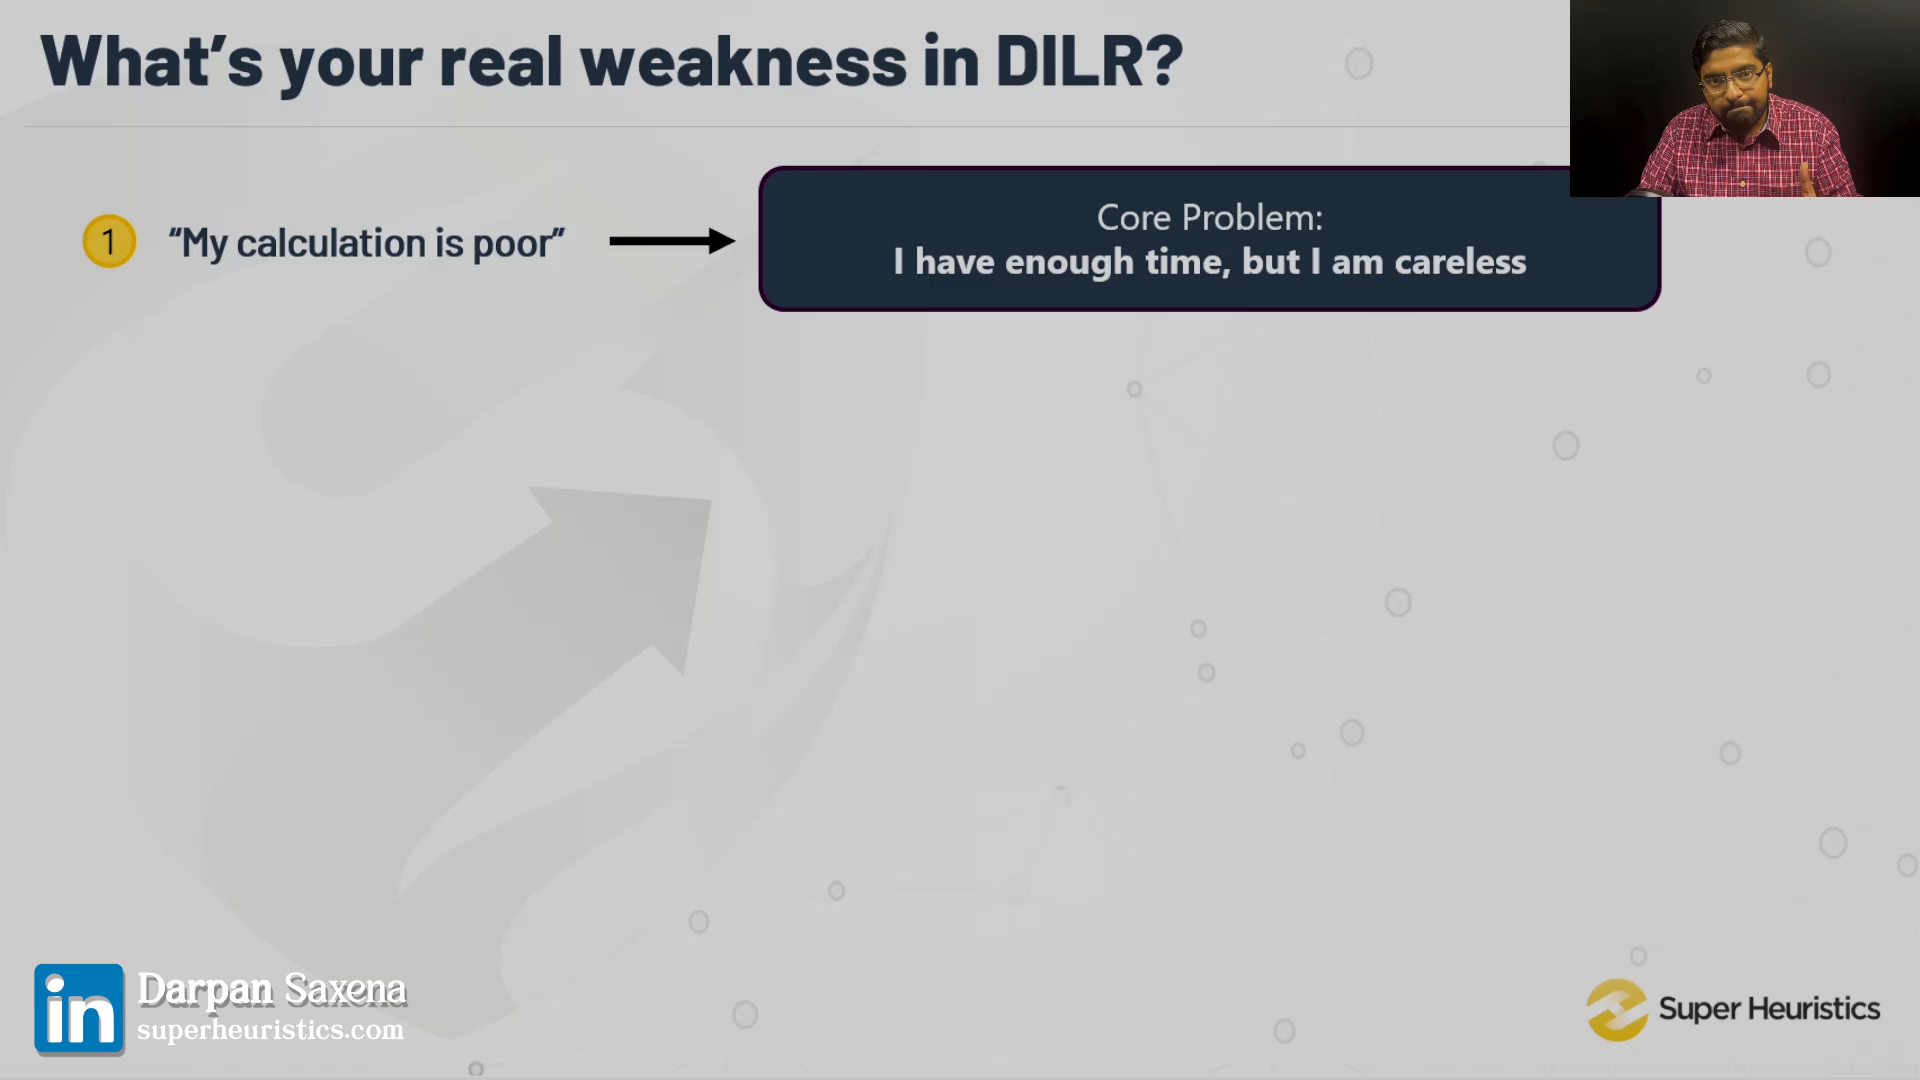 What’s your real weakness in DILR?
1 “My calculation is poor”
Core Problem:
I have enough time, but I am careless
in Darpan Saxena
superheuristics.com
Super Heuristics